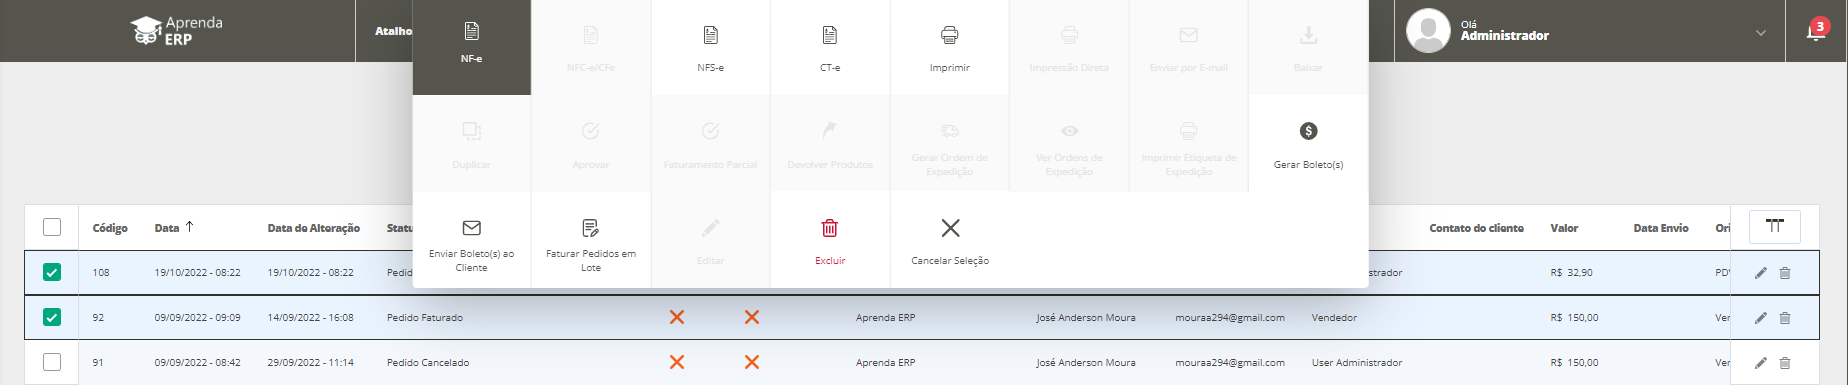 Aprenda
ERP
Atalho
NF-e
NFC-e/CFe
NFS-e
CT-e
Imprimir
Impressão Direta
Enviar por E-mail
Baixar
Olá
Administrador
3
Duplicar
Aprovar
Faturamento Parcial
Devolver Produtos
Gerar Ordem de
Expedição
Ver Ordens de
Expedição
Imprimir Etiqueta de
Expedição
Gerar Boleto(s)
Enviar Boleto(s) ao
Cliente
Faturar Pedidos em
Lote
Editar
Excluir
Cancelar Seleção
Código Data Data de Alteração Statu Contato do cliente Valor Data Envio Ori
108 19/10/2022 - 08:22 19/10/2022 - 08:22 Pedid istrador R$ 32,90 PDV
92 09/09/2022 - 09:09 14/09/2022 - 16:08 Pedido Faturado Aprenda ERP José Anderson Moura mouraa294@gmail.com Vendedor R$ 150,00 Ver
91 09/09/2022 - 08:42 29/09/2022 - 11:14 Pedido Cancelado Aprenda ERP José Anderson Moura mouraa294@gmail.com User Administrador R$ 150,00 Ver